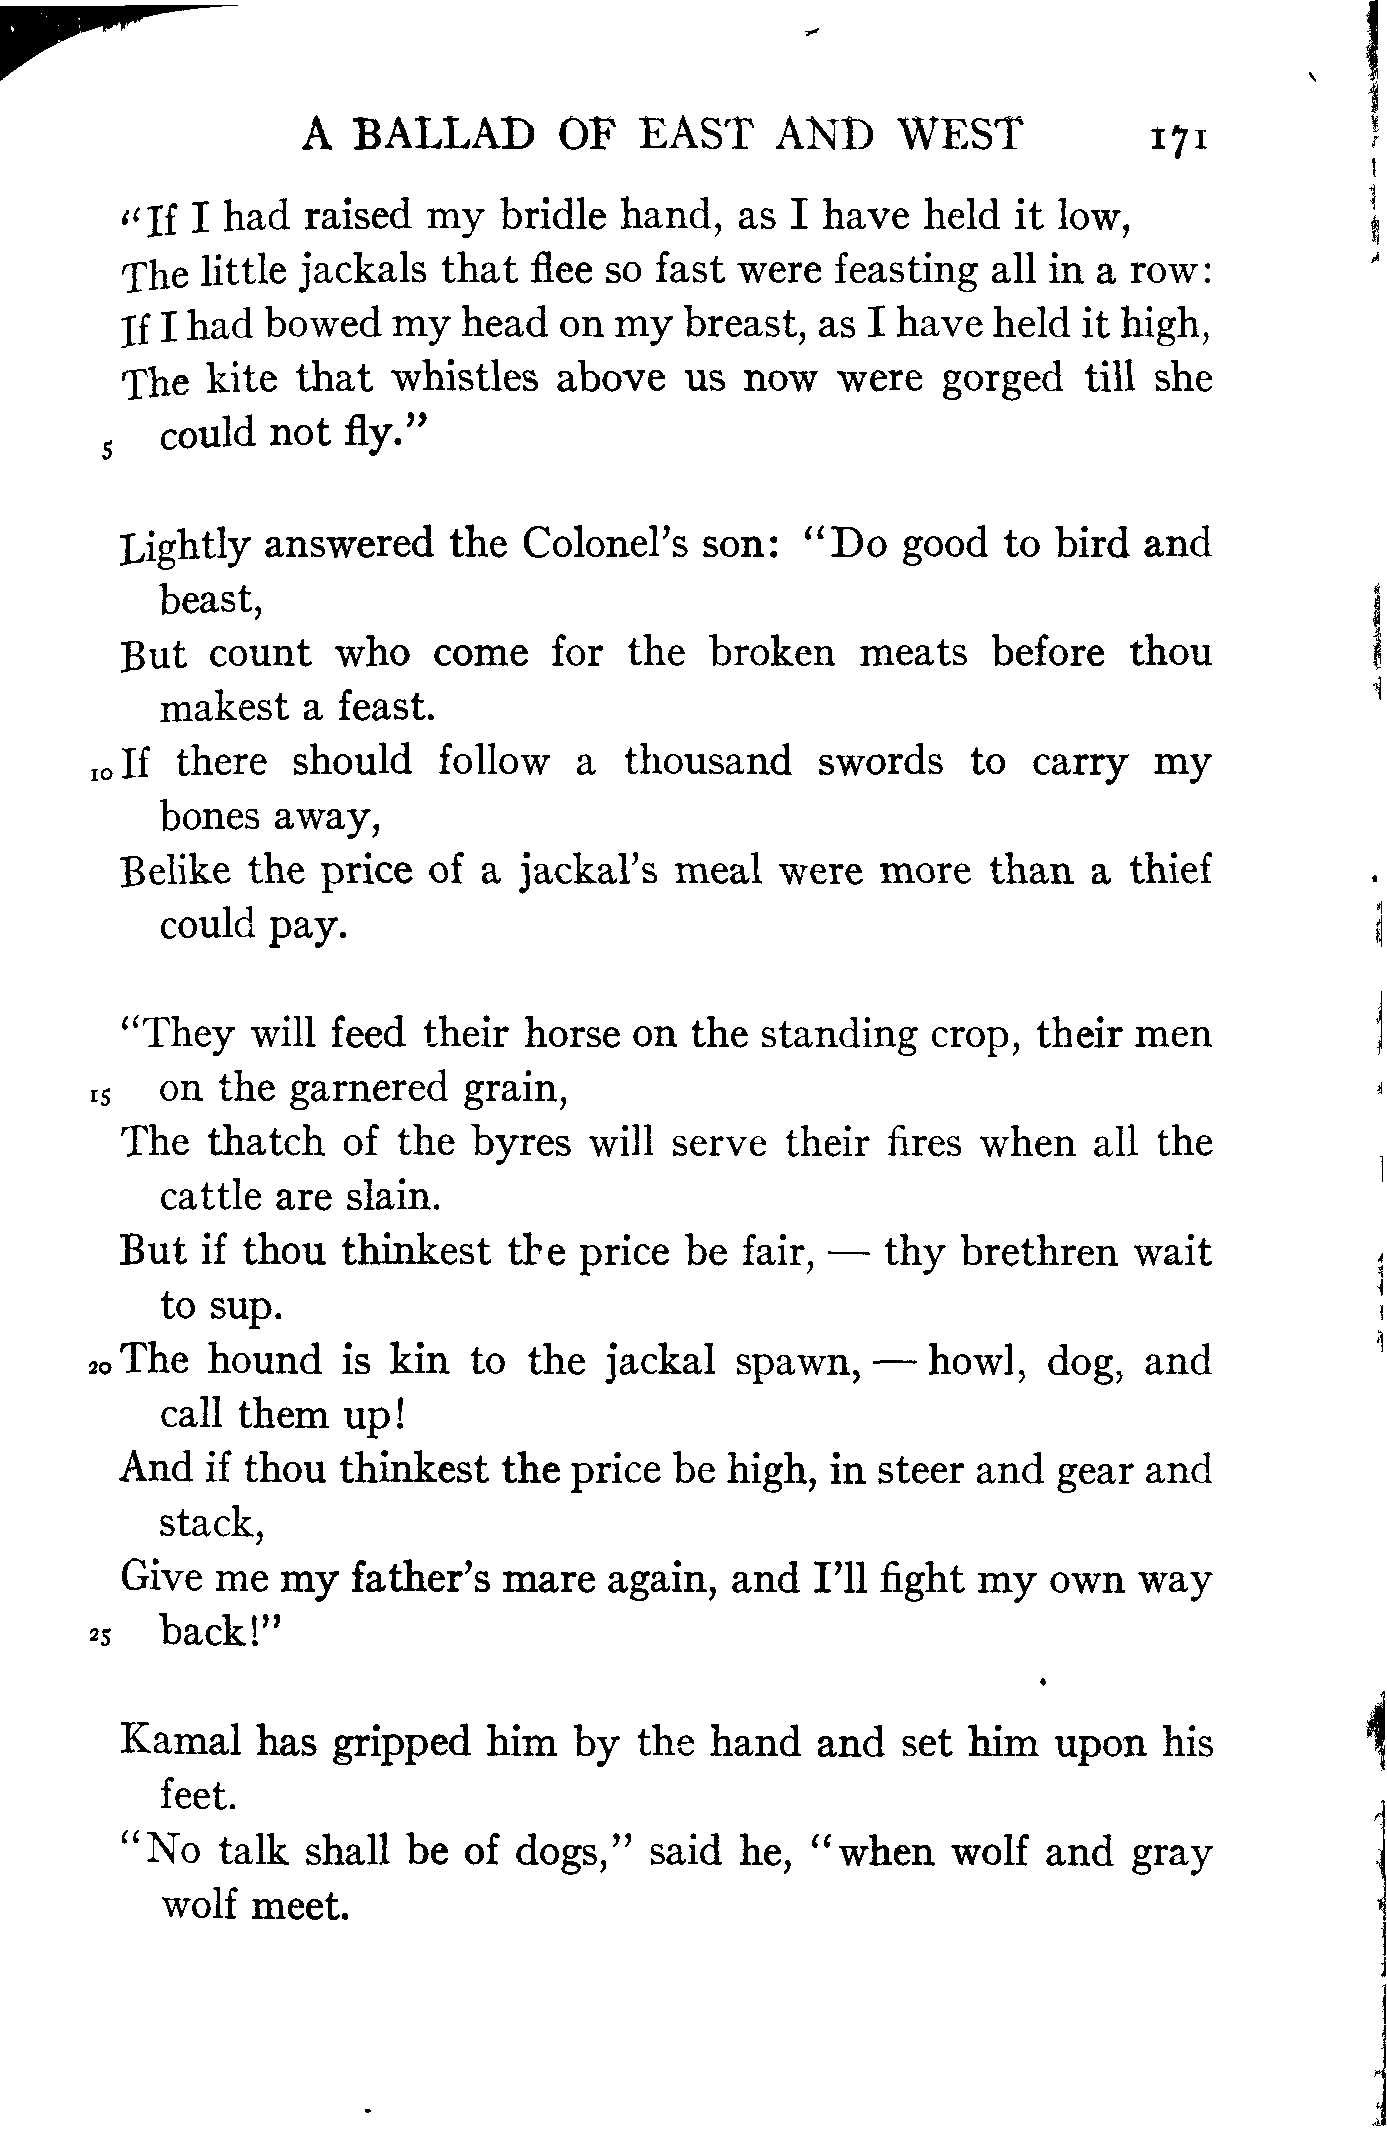 A BALLAD OF EAST AND WEST 171
"If I had raised my bridle hand, as I have held it low,
The little jackals that flee so fast were feasting all in a row:
If I had bowed my head on my breast, as I have held it high,
The kite that whistles above us now were gorged till she
5 could not fly."
Lightly answered the Colonel's son: "Do good to bird and
beast,
But count who come for the broken meats before thou
makest a feast.
10 If there should follow a thousand swords to carry my
bones away,
Belike the price of a jackal's meal were more than a thief
could pay.
"They will feed their horse on the standing crop, their men
15 on the garnered grain,
The thatch of the byres will serve their fires when all the
cattle are slain.
But if thou thinkest the price be fair, — thy brethren wait
to sup.
20 The hound is kin to the jackal spawn, — howl, dog, and
call them up!
And if thou thinkest the price be high, in steer and gear and
stack,
Give me my father's mare again, and I'll fight my own way
25 back!"
Kamal has gripped him by the hand and set him upon his
feet.
"No talk shall be of dogs," said he, "when wolf and gray
wolf meet.